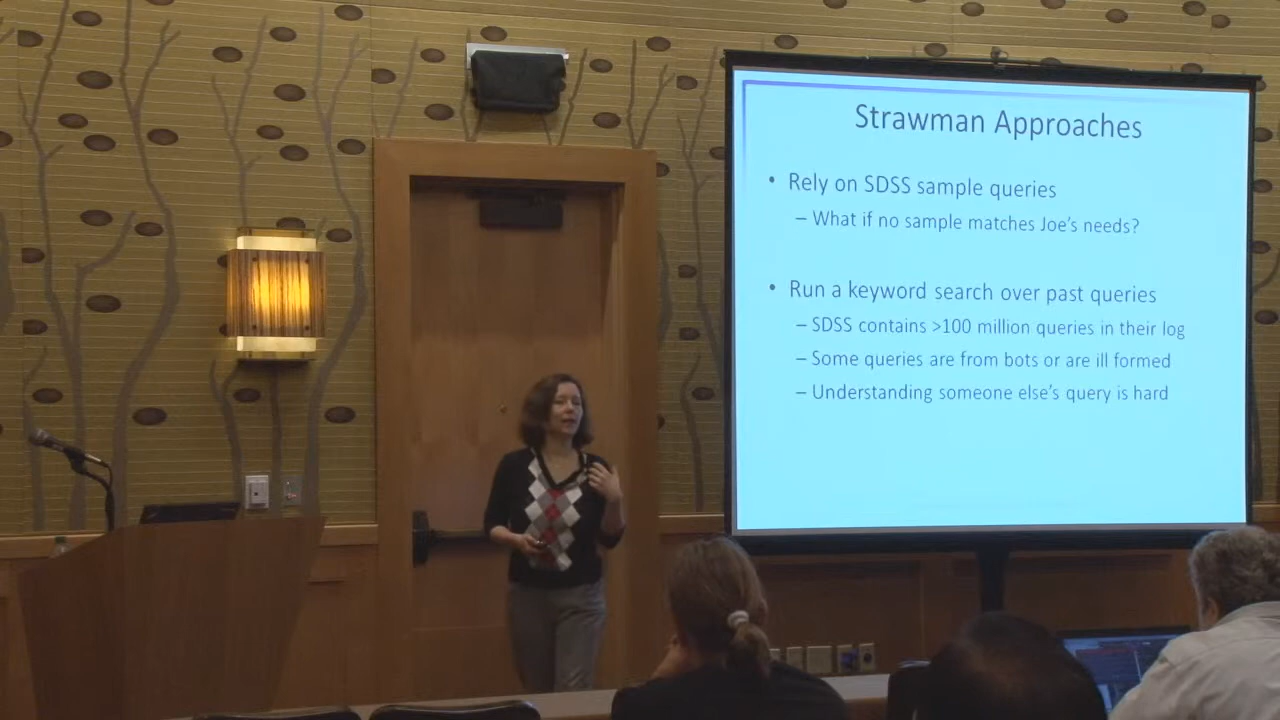 Strawman Approaches
• Rely on SDSS sample queries
– What if no sample matches Joe's needs?
• Run a keyword search over past queries
– SDSS contains >100 million queries in their log
– Some queries are from bots or are ill formed
– Understanding someone else's query is hard